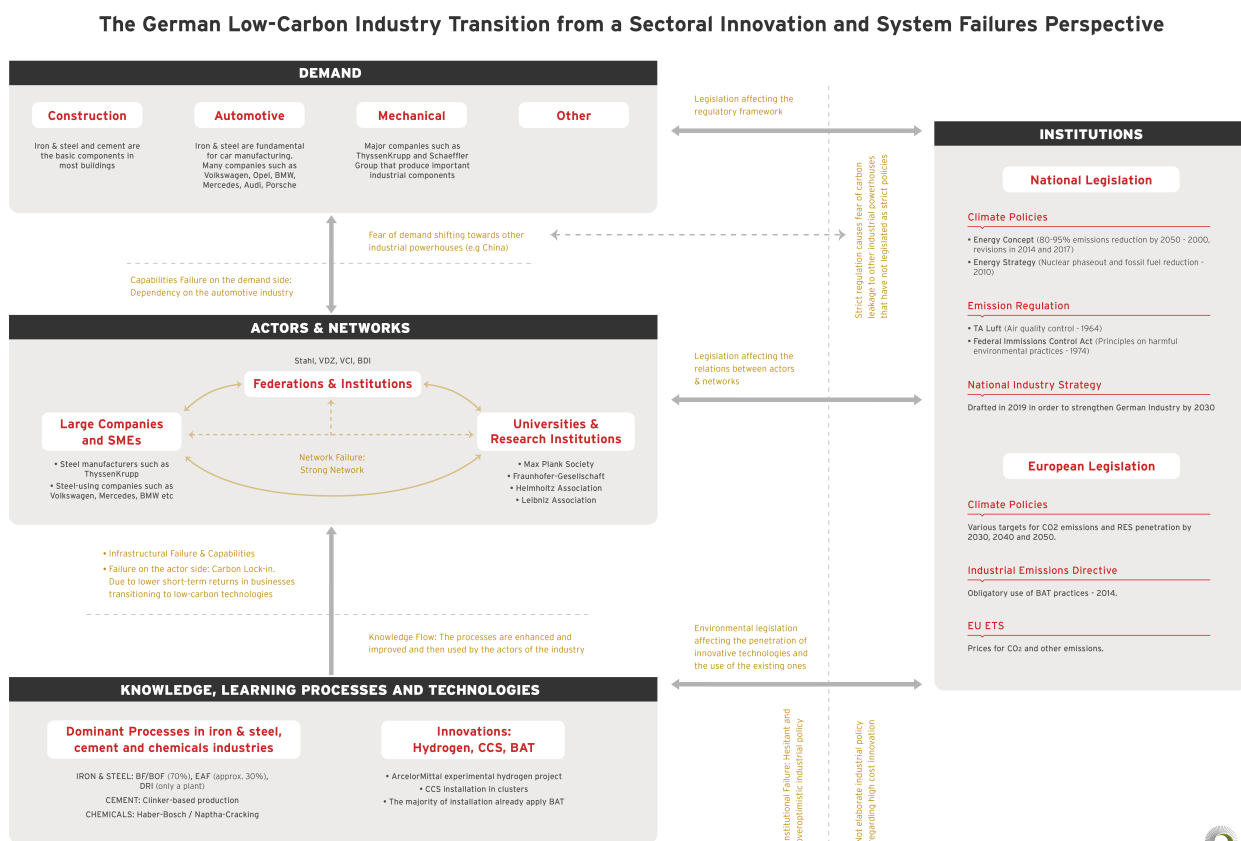 The German Low-Carbon Industry Transition from a Sectoral Innovation and System Failures Perspective
DEMAND
Construction
Iron & steel and cement are
the basic components in
most buildings
Automotive
Iron & steel are fundamental
for car manufacturing.
Many companies such as
Volkswagen, Opel, BMW,
Mercedes, Audi, Porsche
Mechanical
Major companies such as
ThyssenKrupp and Schaeffler
Group that produce important
industrial components
Other
Fear of demand shifting towards other
industrial powerhouses (e.g China)
Capabilities Failure on the demand side:
Dependency on the automotive industry
ACTORS & NETWORKS
Stahl, VDZ, VCI, BDI
Federations & Institutions
Large Companies
and SMEs
• Steel manufacturers such as
ThyssenKrupp
• Steel-using companies such as
Volkswagen, Mercedes, BMW etc
Network Failure:
Strong Network
Universities &
Research Institutions
• Max Plank Society
• Fraunhofer-Gesellschaft
• Helmholtz Association
• Leibniz Association
• Infrastructural Failure & Capabilities
• Failure on the actor side: Carbon Lock-in.
Due to lower short-term returns in businesses
transitioning to low-carbon technologies
Knowledge Flow: The processes are enhanced and
improved and then used by the actors of the industry
KNOWLEDGE, LEARNING PROCESSES AND TECHNOLOGIES
Dominant Processes in iron & steel,
cement and chemicals industries
IRON & STEEL: BF/BOF (70%), EAF (approx. 30%),
DRI (only a plant)
CEMENT: Clinker-based production
CHEMICALS: Haber-Bosch / Naptha-Cracking
Innovations:
Hydrogen, CCS, BAT
• ArcelorMittal experimental hydrogen project
• CCS installation in clusters
• The majority of installation already apply BAT
Legislation affecting the
regulatory framework
Strict regulation causes fear of carbon
leakage to other industrial powerhouses
that have not legislated as strict policies
Legislation affecting the
relations between actors
& networks
Environmental legislation
affecting the penetration of
innovative technologies and
the use of the existing ones
nstitutional Failure: Hesitant and
overoptimistic industrial policy
Not elaborate industrial policy
regarding high cost innovation
INSTITUTIONS
National Legislation
Climate Policies
• Energy Concept (80-95% emissions reduction by 2050 - 2000,
revisions in 2014 and 2017)
• Energy Strategy (Nuclear phaseout and fossil fuel reduction -
2010)
Emission Regulation
• TA Luft (Air quality control - 1964)
• Federal Immissions Control Act (Principles on harmful
environmental practices - 1974)
National Industry Strategy
Drafted in 2019 in order to strengthen German Industry by 2030
European Legislation
Climate Policies
Various targets for CO2 emissions and RES penetration by
2030, 2040 and 2050.
Industrial Emissions Directive
Obligatory use of BAT practices - 2014.
EU ETS
Prices for CO2 and other emissions.